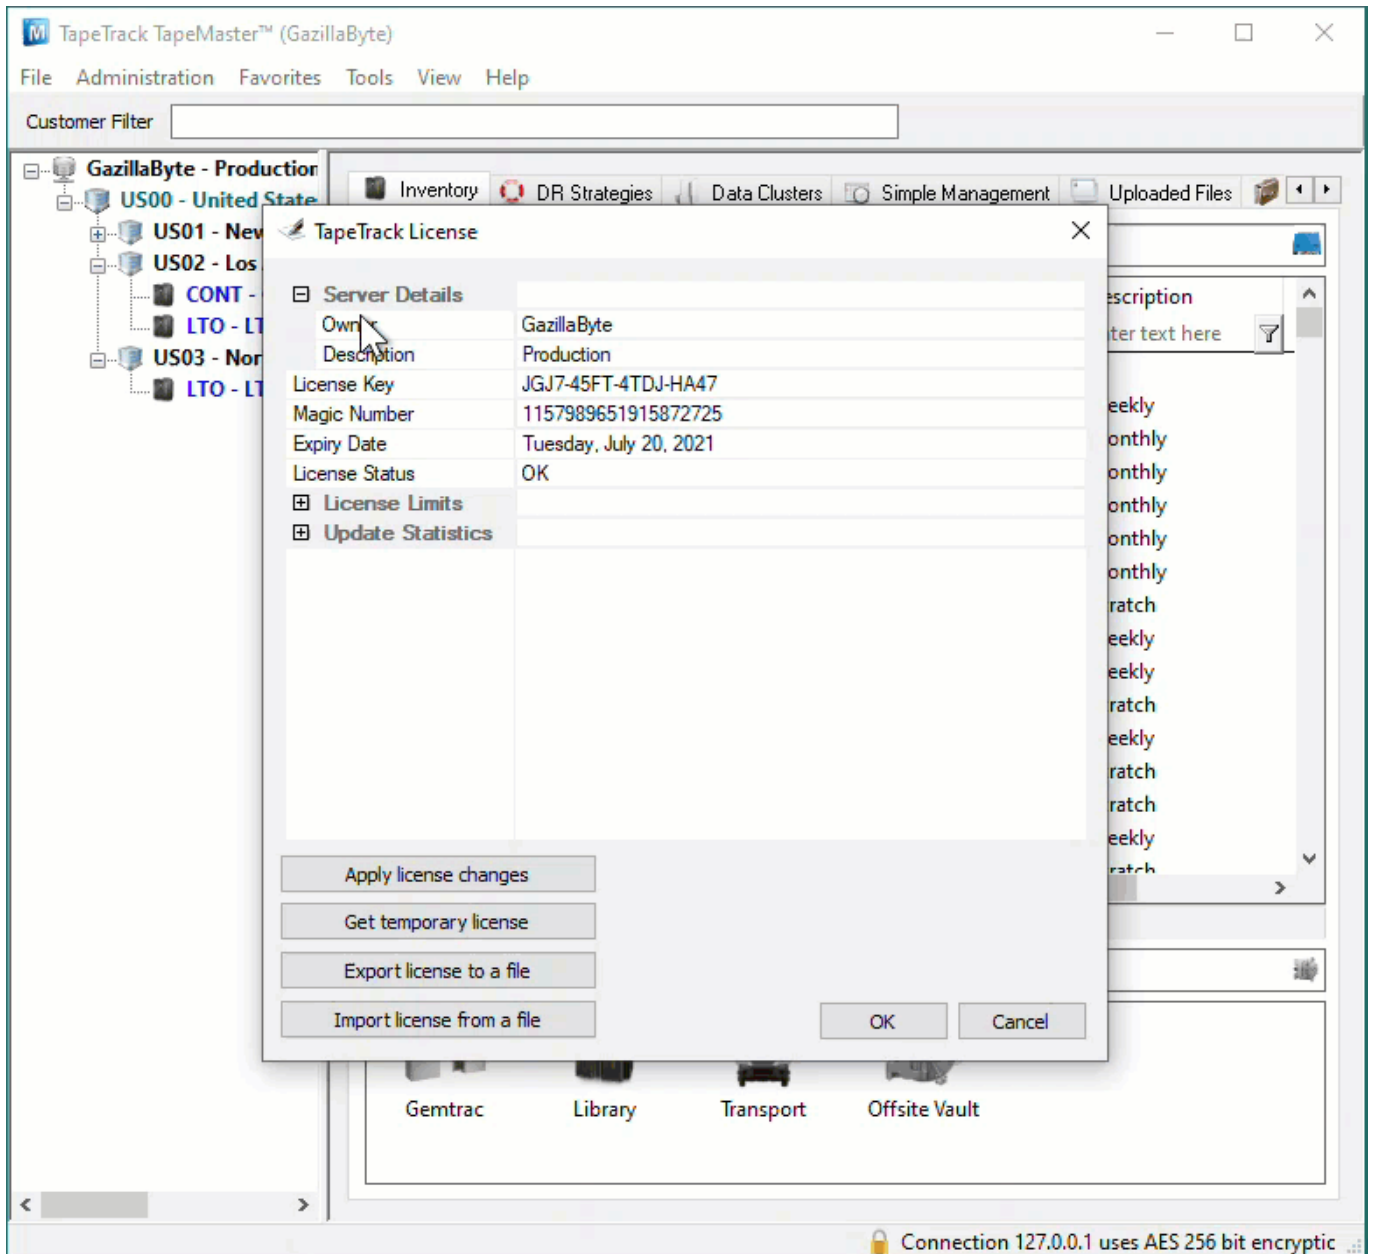 TapeTrack TapeMaster™ (GazillaByte)
File Administration Favorites Tools View Help
Customer Filter
GazillaByte - Production
US00 - United State
US01 - New
US02 - Los
CONT -
LTO - LT
US03 - Nor
LTO - LT
Inventory DR Strategies Data Clusters Simple Management Uploaded Files
TapeTrack License
Server Details
Owner GazillaByte
Description Production
License Key JGJ7-45FT-4TDJ-HA47
Magic Number 1157989651915872725
Expiry Date Tuesday, July 20, 2021
License Status OK
License Limits
Update Statistics
Apply license changes
Get temporary license
Export license to a file
Import license from a file
OK Cancel
escription
ter text here
eekly
onthly
onthly
onthly
onthly
onthly
ratch
eekly
eekly
ratch
eekly
ratch
ratch
eekly
ratch
Gemtrac Library Transport Offsite Vault
Connection 127.0.0.1 uses AES 256 bit encryptic